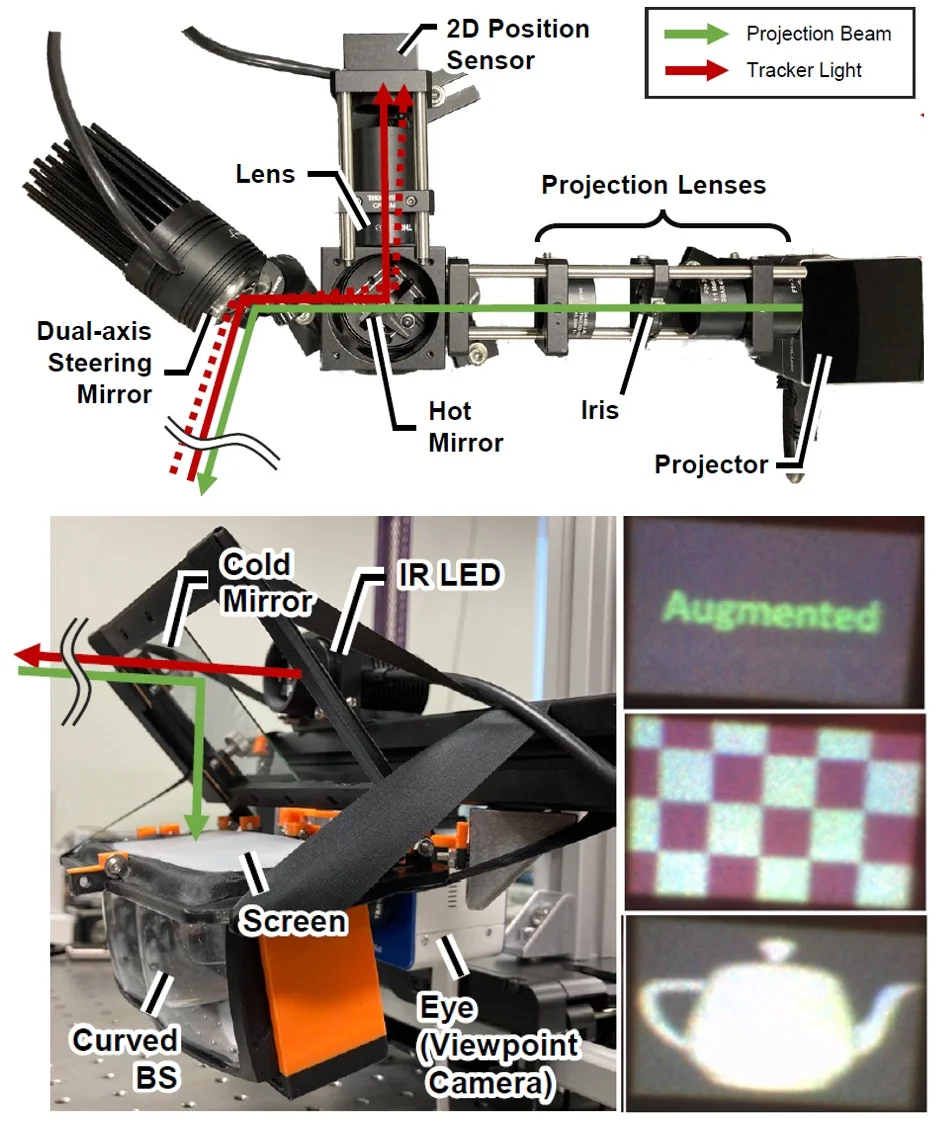 2D Position
Sensor
Projection Beam
Tracker Light
Lens
Projection Lenses
Dual-axis
Steering
Mirror
Hot
Mirror
Iris
Projector
Cold
Mirror
IR LED
Augmented
Screen
Curved
BS
Eye
(Viewpoint
Camera)